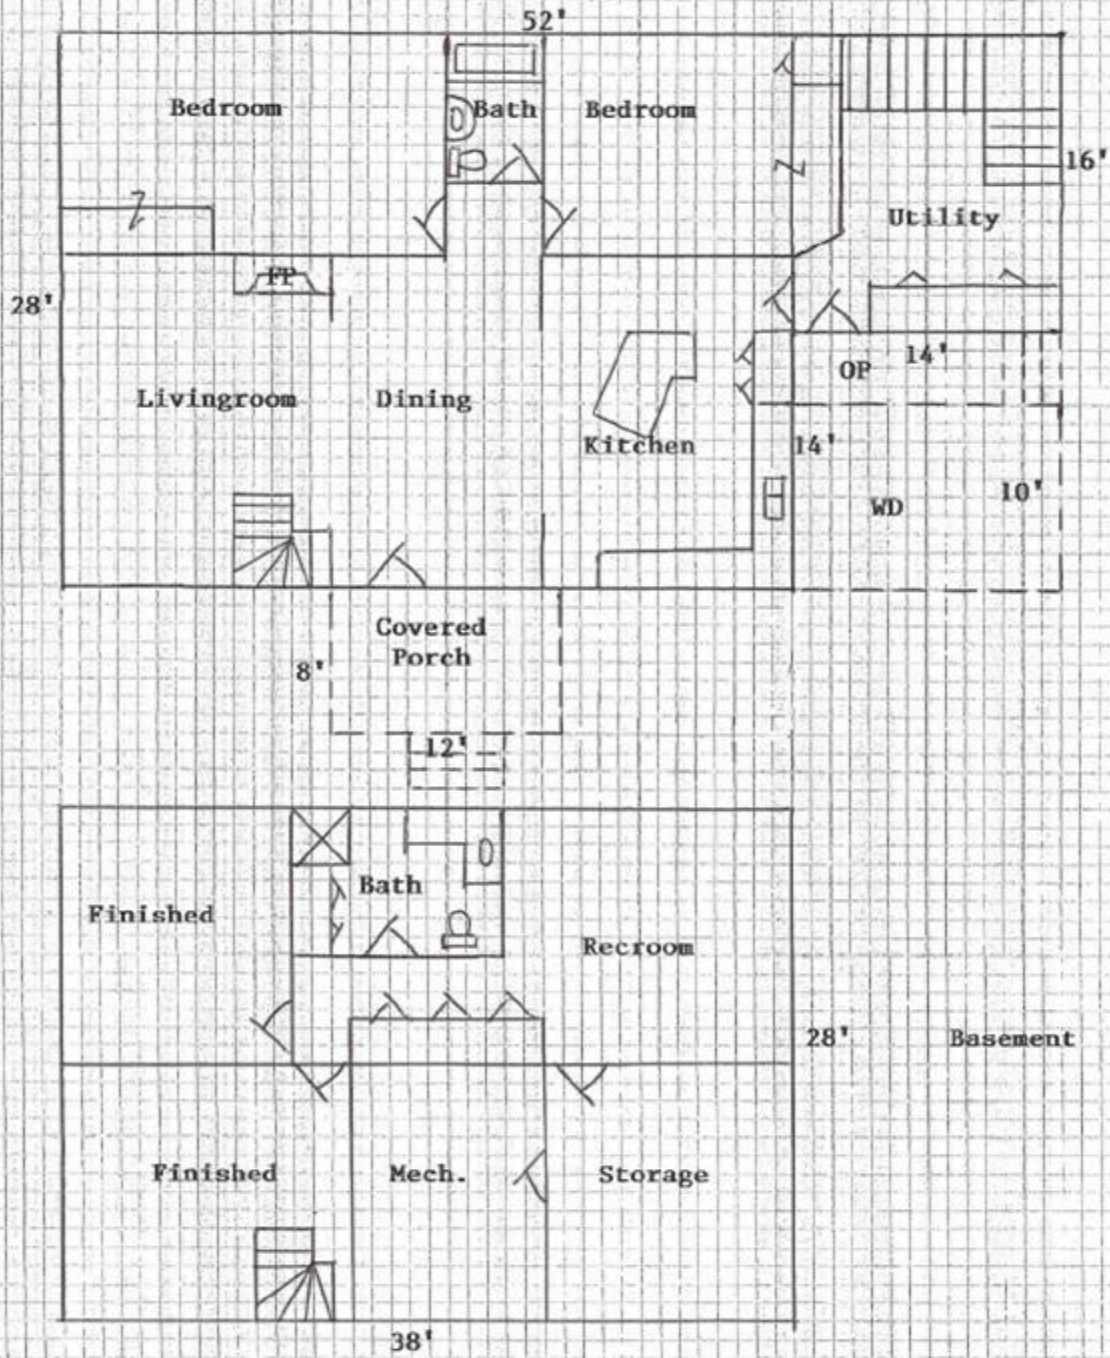 52'
Bedroom
Bath
Bedroom
16'
Utility
FP
28'
14'
OP
Livingroom
Dining
Kitchen
14'
10'
WD
Covered
Porch
8'
12'
Bath
Finished
Recroom
28'
Basement
Finished
Mech.
Storage
38'